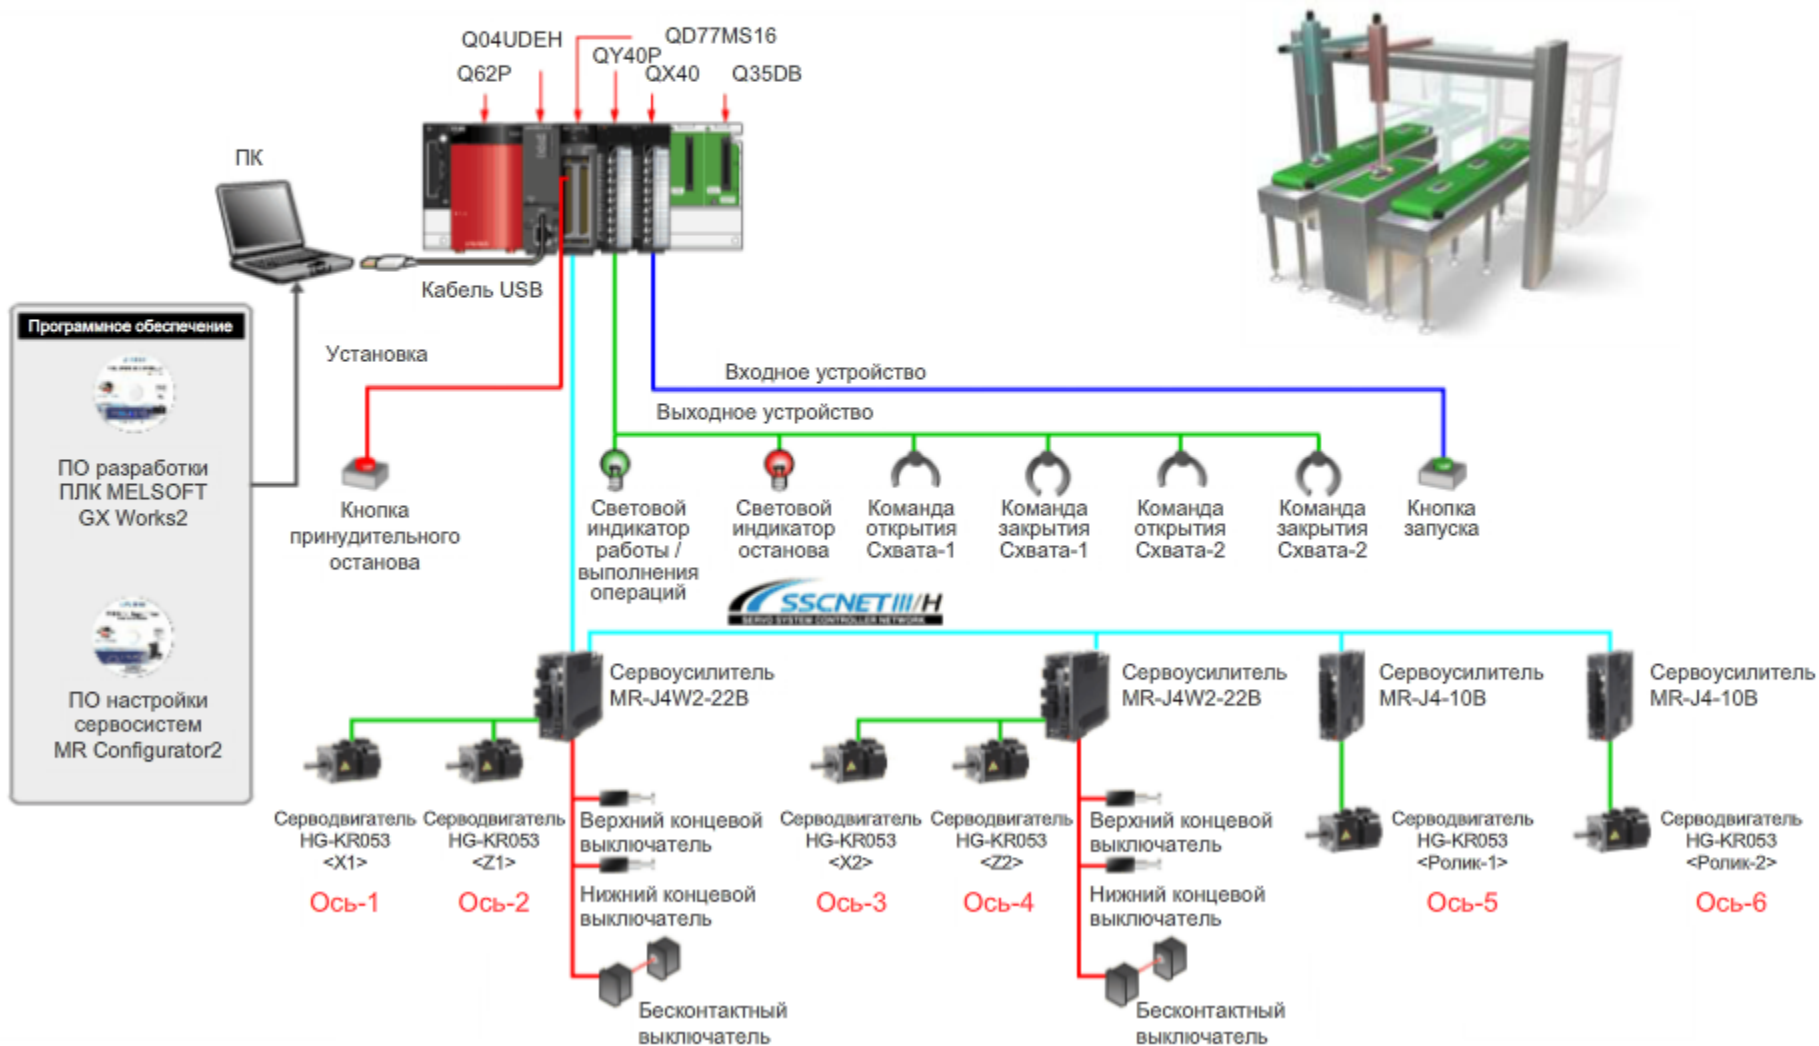 Q04UDEH
QD77MS16
QY40P
Q62P
QX40
Q35DB
ПК
Кабель USB
Программное обеспечение
Установка
Входное устройство
Выходное устройство
ПО разработки
ПЛК MELSOFT
GX Works2
Кнопка
принудительного
останова
Световой
индикатор
работы /
выполнения
операций
Световой
индикатор
останова
Команда
открытия
Схвата-1
Команда
закрытия
Схвата-1
Команда
открытия
Схвата-2
Команда
закрытия
Схвата-2
Кнопка
запуска
SSCNET III/H
SERVO SYSTEM CONTROLLER NETWORK
ПО настройки
сервосистем
MR Configurator2
Сервоусилитель
MR-J4W2-22B
Сервоусилитель
MR-J4W2-22B
Сервоусилитель
MR-J4-10B
Сервоусилитель
MR-J4-10B
Серводвигатель
HG-KR053
<X1>
Ось-1
Серводвигатель
HG-KR053
<Z1>
Ось-2
Верхний концевой
выключатель
Нижний концевой
выключатель
Бесконтактный
выключатель
Серводвигатель
HG-KR053
<X2>
Ось-3
Серводвигатель
HG-KR053
<Z2>
Ось-4
Верхний концевой
выключатель
Нижний концевой
выключатель
Бесконтактный
выключатель
Серводвигатель
HG-KR053
<Ролик-1>
Ось-5
Серводвигатель
HG-KR053
<Ролик-2>
Ось-6